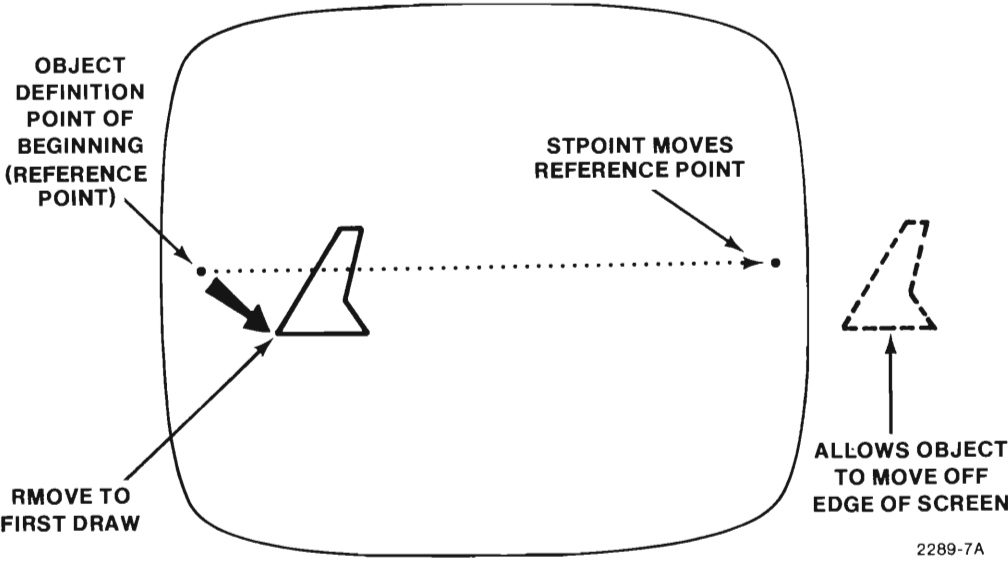 OBJECT
DEFINITION
POINT OF
BEGINNING
(REFERENCE
POINT)
STPOINT MOVES
REFERENCE POINT
RMOVE TO
FIRST DRAW
ALLOWS OBJECT
TO MOVE OFF
EDGE OF SCREEN
2289-7A